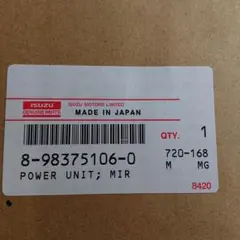 ISUZU
GENUINE PARTS
ISUZU MOTORS LIMITED
MADE IN JAPAN
QTY. 1
8-98375106-0
720-168
POWER UNIT; MIR
M MG
8420